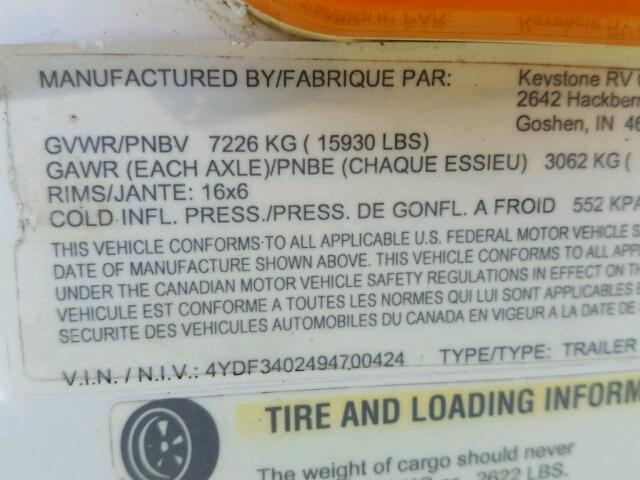 MANUFACTURED BY/FABRIQUE PAR: Keystone RV
2642 Hackber
Goshen, IN 46
GVWR/PNBV 7226 KG ( 15930 LBS)
GAWR (EACH AXLE)/PNBE (CHAQUE ESSIEU) 3062 KG (
RIMS/JANTE: 16x6
COLD INFL. PRESS./PRESS. DE GONFL. A FROID 552 KPA
THIS VEHICLE CONFORMS TO ALL APPLICABLE U.S. FEDERAL MOTOR VEHICLE S
DATE OF MANUFACTURE SHOWN ABOVE. THIS VEHICLE CONFORMS TO ALL APP
UNDER THE CANADIAN MOTOR VEHICLE SAFETY REGULATIONS IN EFFECT ON T
VEHICULE EST CONFORME A TOUTES LES NORMES QUI LUI SONT APPLICABLE
SECURITE DES VEHICULES AUTOMOBILES DU CANADA EN VIGEUR A LA DATE DE
V.I.N. / N.I.V.: 4YDF3402494700424 TYPE/TYPE: TRAILER
TIRE AND LOADING INFORM
The weight of cargo should never
2622 LBS.